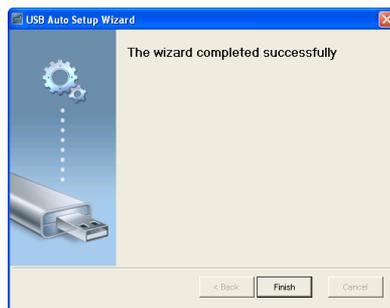 USB Auto Setup Wizard
The wizard completed successfully
< Back Finish Cancel